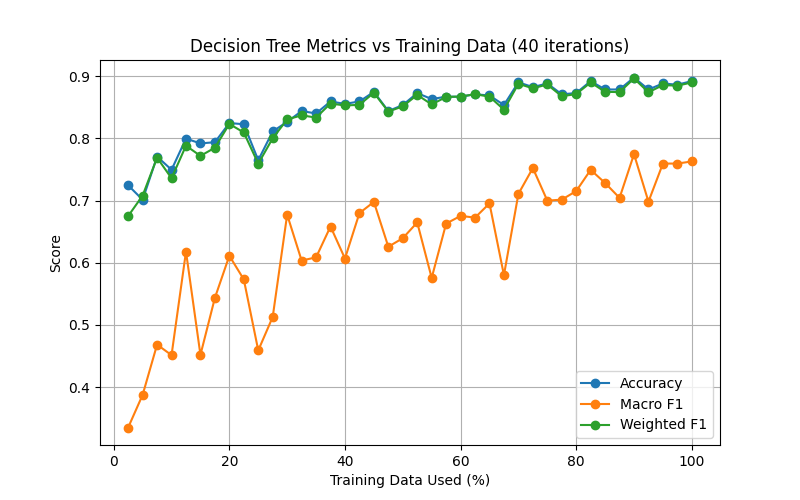 Decision Tree Metrics vs Training Data (40 iterations)
0.9
0.8
0.7
0.6
0.5
0.4
Score
0 20 40 60 80 100
Training Data Used (%)
Accuracy
Macro F1
Weighted F1